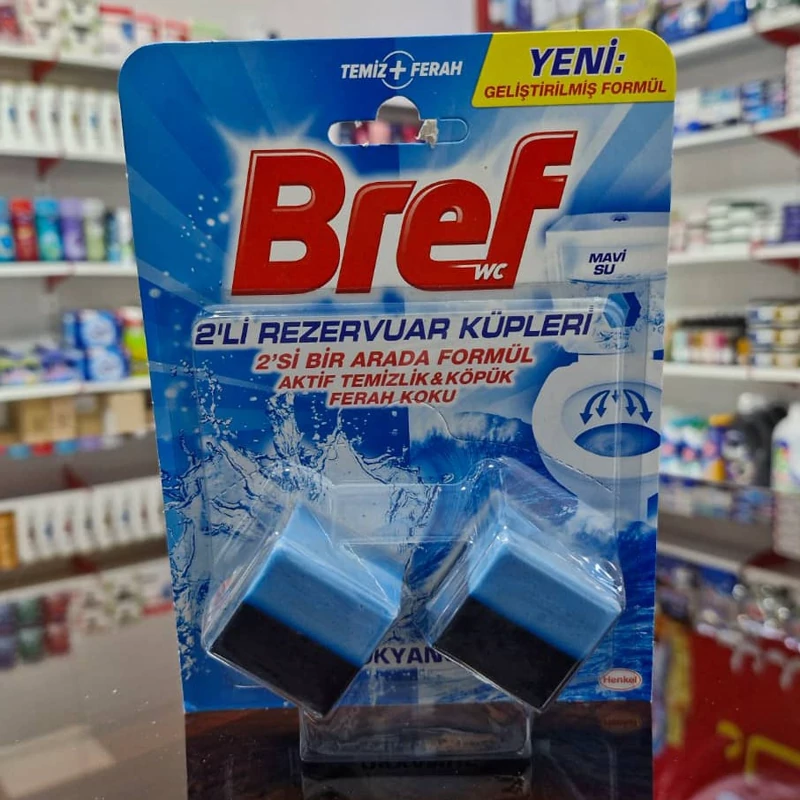 TEMİZ+FERAH
YENİ:
GELİŞTİRİLMİŞ FORMÜL
Bref
WC
MAVİ
SU
2'Lİ REZERVUAR KÜPLERİ
2'Sİ BİR ARADA FORMÜL
AKTİF TEMİZLİK&KÖPÜK
FERAH KOKU
Henkel